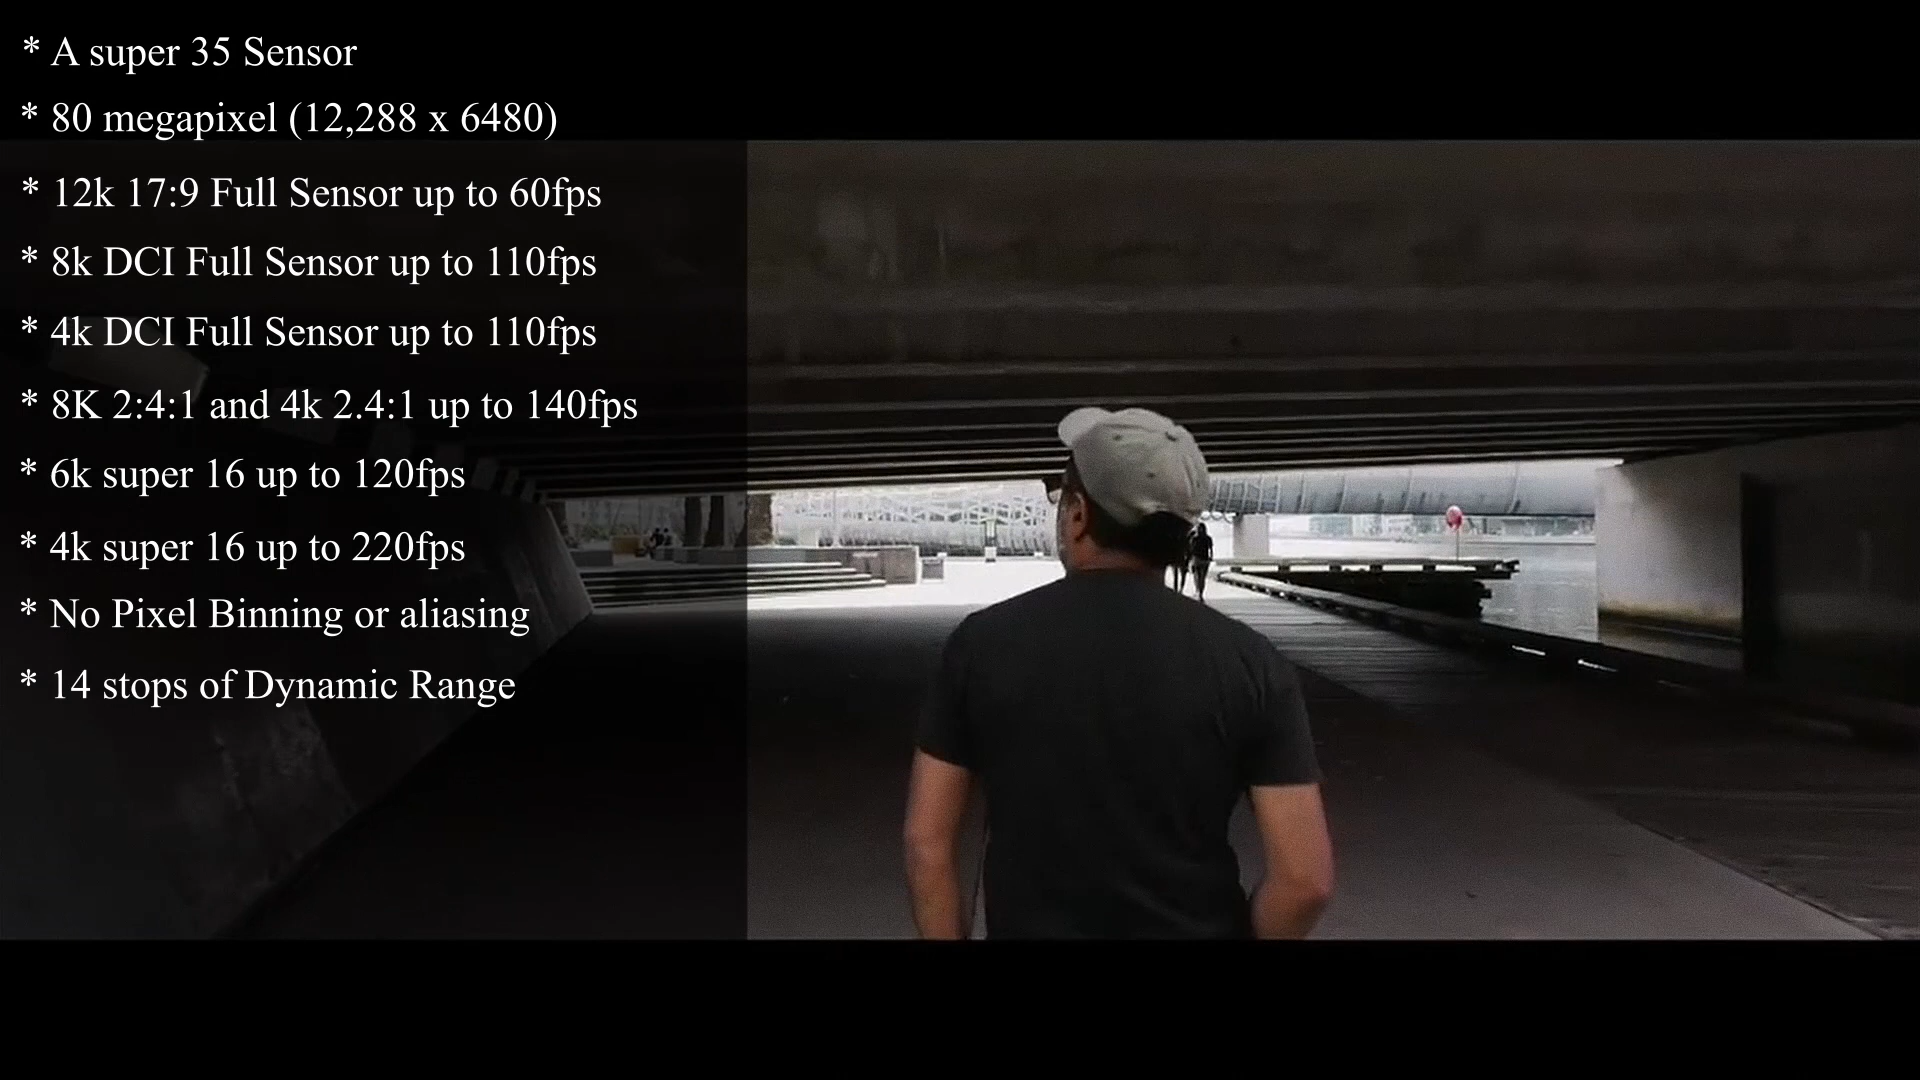 * A super 35 Sensor
* 80 megapixel (12,288 x 6480)
* 12k 17:9 Full Sensor up to 60fps
* 8k DCI Full Sensor up to 110fps
* 4k DCI Full Sensor up to 110fps
* 8K 2:4:1 and 4k 2.4:1 up to 140fps
* 6k super 16 up to 120fps
* 4k super 16 up to 220fps
* No Pixel Binning or aliasing
* 14 stops of Dynamic Range